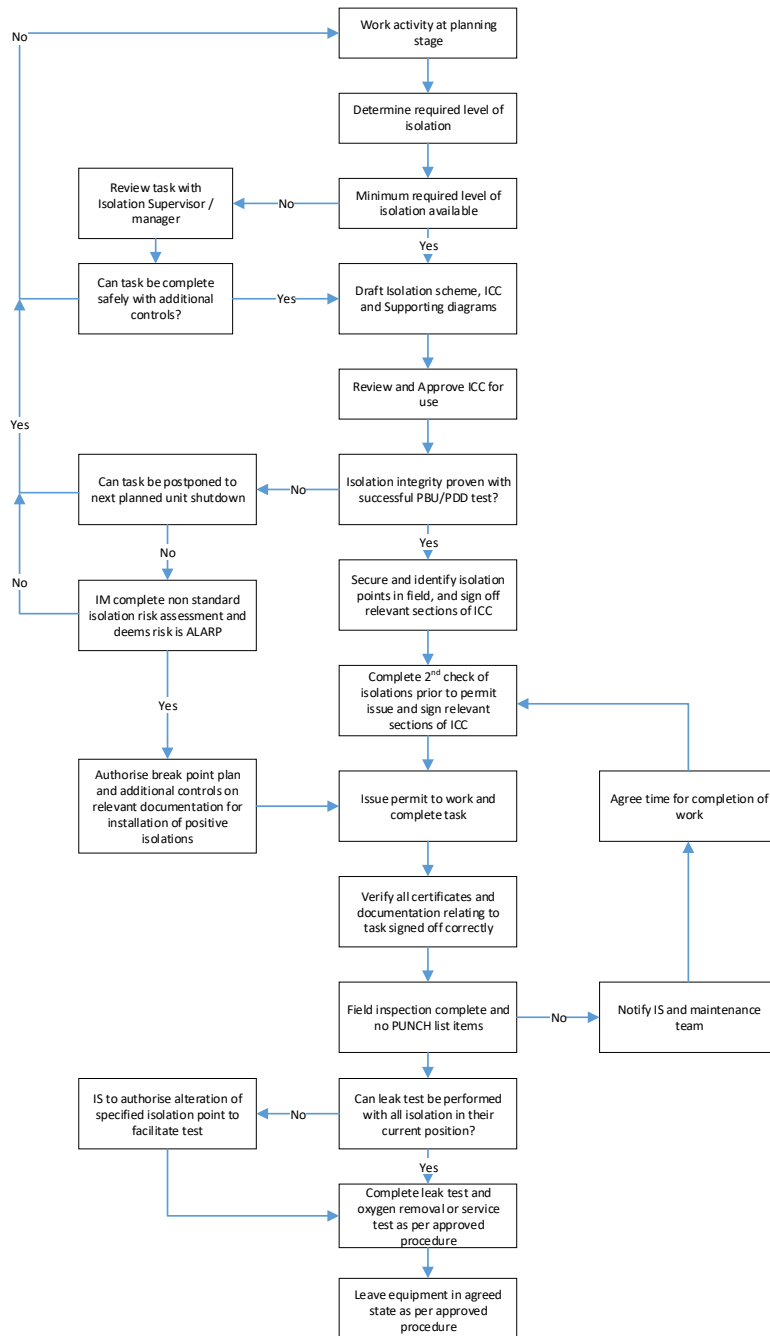 No
Work activity at planning
stage
Determine required level of
isolation
Review task with
Isolation Supervisor /
manager
No
Minimum required level of
isolation available
Yes
Can task be complete
safely with additional
controls?
Yes
Draft Isolation scheme, ICC
and Supporting diagrams
Review and Approve ICC for
use
Yes
Can task be postponed to
next planned unit shutdown
No
Isolation integrity proven with
successful PBU/PDD test?
No
Yes
No
IM complete non standard
isolation risk assessment and
deems risk is ALARP
Secure and identify isolation
points in field, and sign off
relevant sections of ICC
Yes
Complete 2nd check of
isolations prior to permit
issue and sign relevant
sections of ICC
Authorise break point plan
and additional controls on
relevant documentation for
installation of positive
isolations
Issue permit to work and
complete task
Agree time for completion of
work
Verify all certificates and
documentation relating to
task signed off correctly
Field inspection complete and
no PUNCH list items
No
Notify IS and maintenance
team
IS to authorise alteration of
specified isolation point to
facilitate test
No
Can leak test be performed
with all isolation in their
current position?
Yes
Complete leak test and
oxygen removal or service
test as per approved
procedure
Leave equipment in agreed
state as per approved
procedure